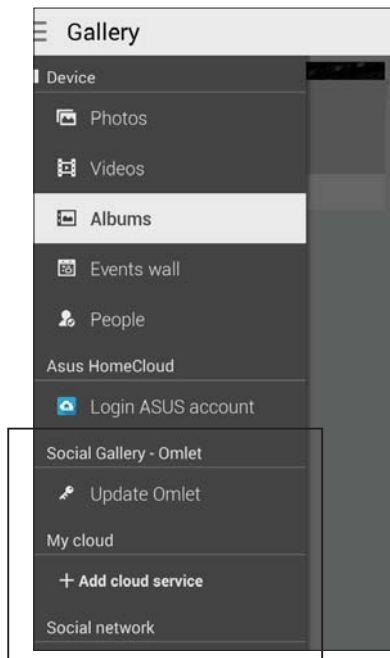 Gallery
Device
Photos
Videos
Albums
Events wall
People
Asus HomeCloud
Login ASUS account
Social Gallery - Omlet
Update Omlet
My cloud
+ Add cloud service
Social network